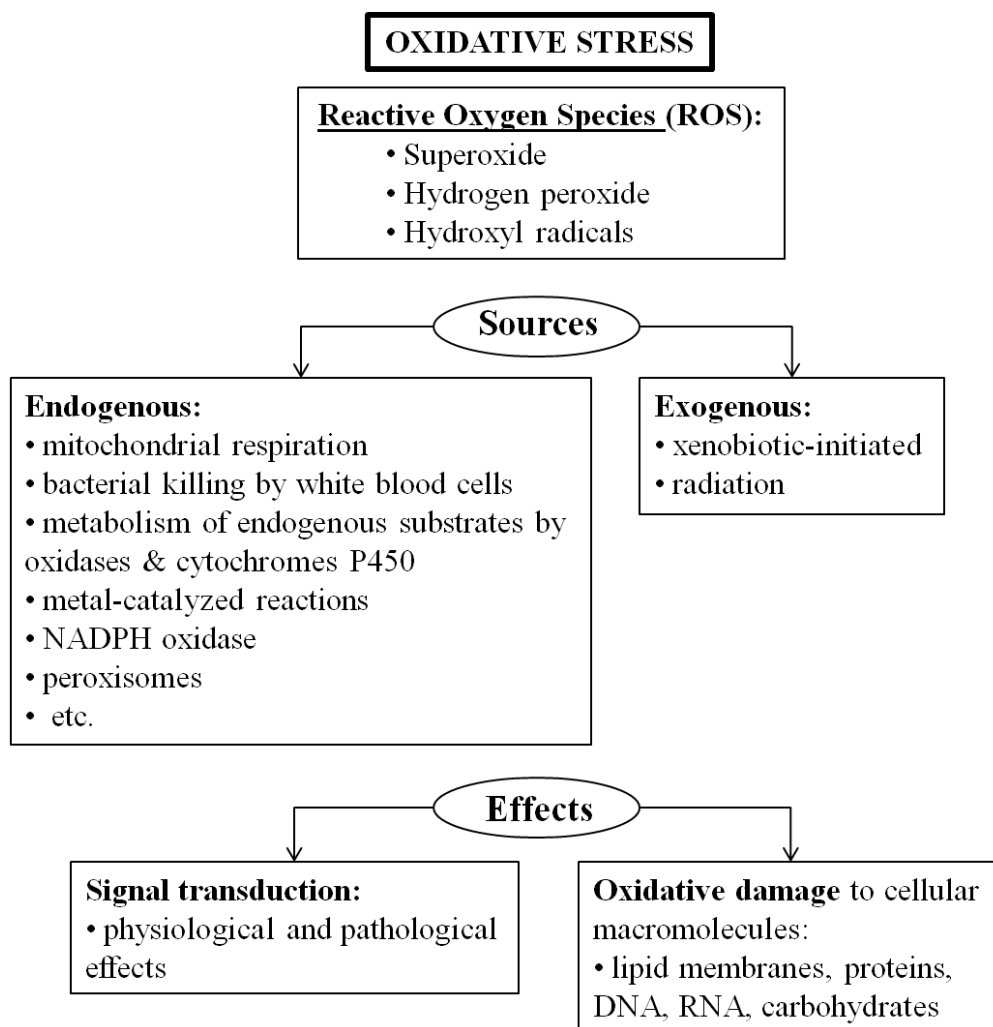 OXIDATIVE STRESS
Reactive Oxygen Species (ROS):
• Superoxide
• Hydrogen peroxide
• Hydroxyl radicals
Sources
Endogenous:
• mitochondrial respiration
• bacterial killing by white blood cells
• metabolism of endogenous substrates by
oxidases & cytochromes P450
• metal-catalyzed reactions
• NADPH oxidase
• peroxisomes
• etc.
Exogenous:
• xenobiotic-initiated
• radiation
Effects
Signal transduction:
• physiological and pathological
effects
Oxidative damage to cellular
macromolecules:
• lipid membranes, proteins,
DNA, RNA, carbohydrates